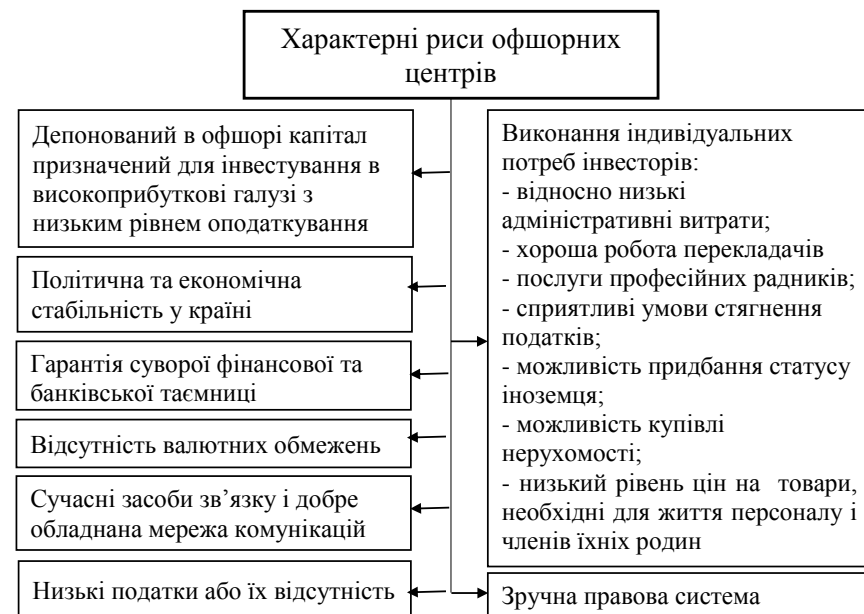 Характерні риси офшорних
центрів
Депонований в офшорі капітал
призначений для інвестування в
високоприбуткові галузі з
низьким рівнем оподаткування
Політична та економічна
стабільність у країні
Гарантія суворої фінансової та
банківської таємниці
Відсутність валютних обмежень
Сучасні засоби зв’язку і добре
обладнана мережа комунікацій
Низькі податки або їх відсутність
Виконання індивідуальних
потреб інвесторів:
- відносно низькі
адміністративні витрати;
- хороша робота перекладачів
- послуги професійних радників;
- сприятливі умови стягнення
податків;
- можливість придбання статусу
іноземця;
- можливість купівлі
нерухомості;
- низький рівень цін на товари,
необхідні для життя персоналу і
членів їхніх родин
Зручна правова система